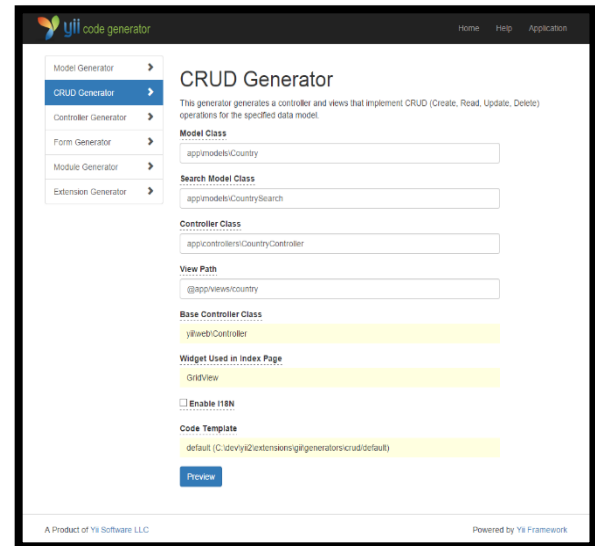 yii code generator
Home Help Application
Model Generator
CRUD Generator
Controller Generator
Form Generator
Module Generator
Extension Generator
CRUD Generator
This generator generates a controller and views that implement CRUD (Create, Read, Update, Delete)
operations for the specified data model.
Model Class
app\models\Country
Search Model Class
app\models\CountrySearch
Controller Class
app\controllers\CountryController
View Path
@app/views/country
Base Controller Class
yii\web\Controller
Widget Used in Index Page
GridView
Enable I18N
Code Template
default (C:\dev\yii2\extensions\gii\generators\crud/default)
Preview
A Product of Yii Software LLC
Powered by Yii Framework